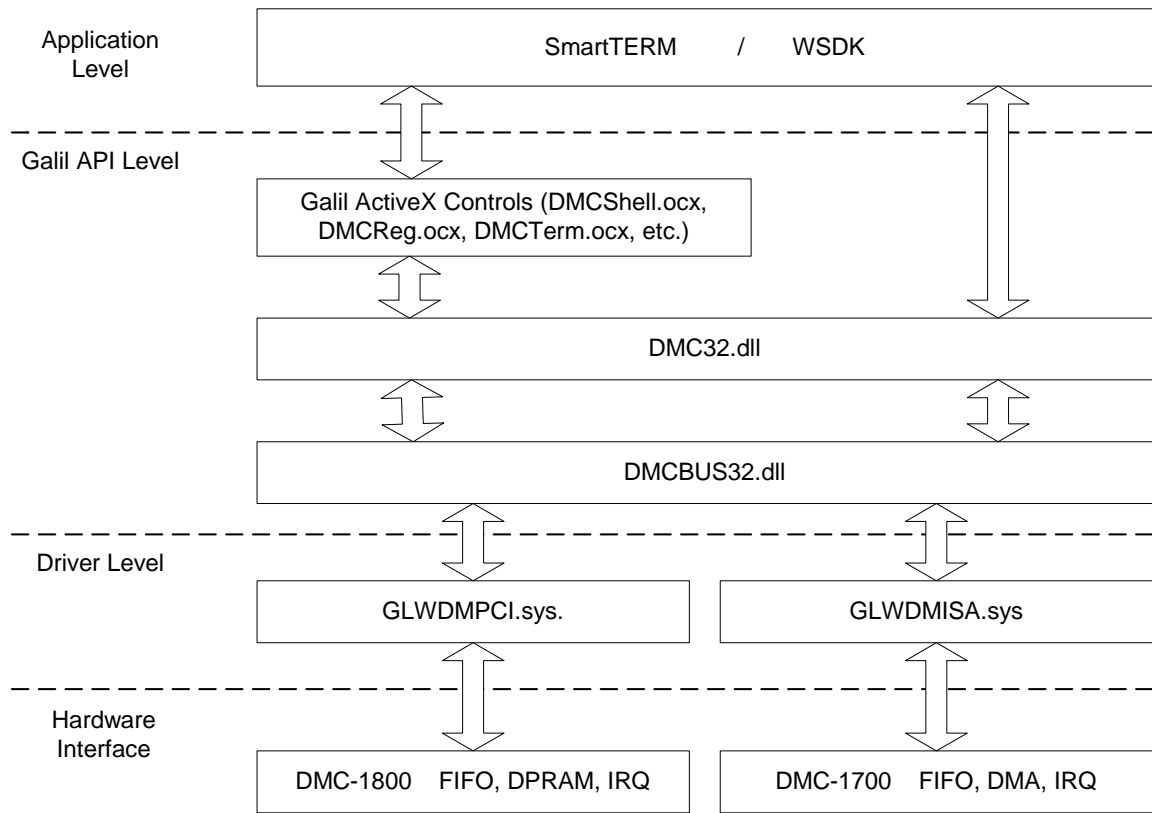 Application
Level
SmartTERM / WSDK
Galil API Level
Galil ActiveX Controls (DMCShell.ocx,
DMCReg.ocx, DMCTerm.ocx, etc.)
DMC32.dll
DMCBUS32.dll
Driver Level
GLWDMPCI.sys.
GLWDMISA.sys
Hardware
Interface
DMC-1800 FIFO, DPRAM, IRQ
DMC-1700 FIFO, DMA, IRQ